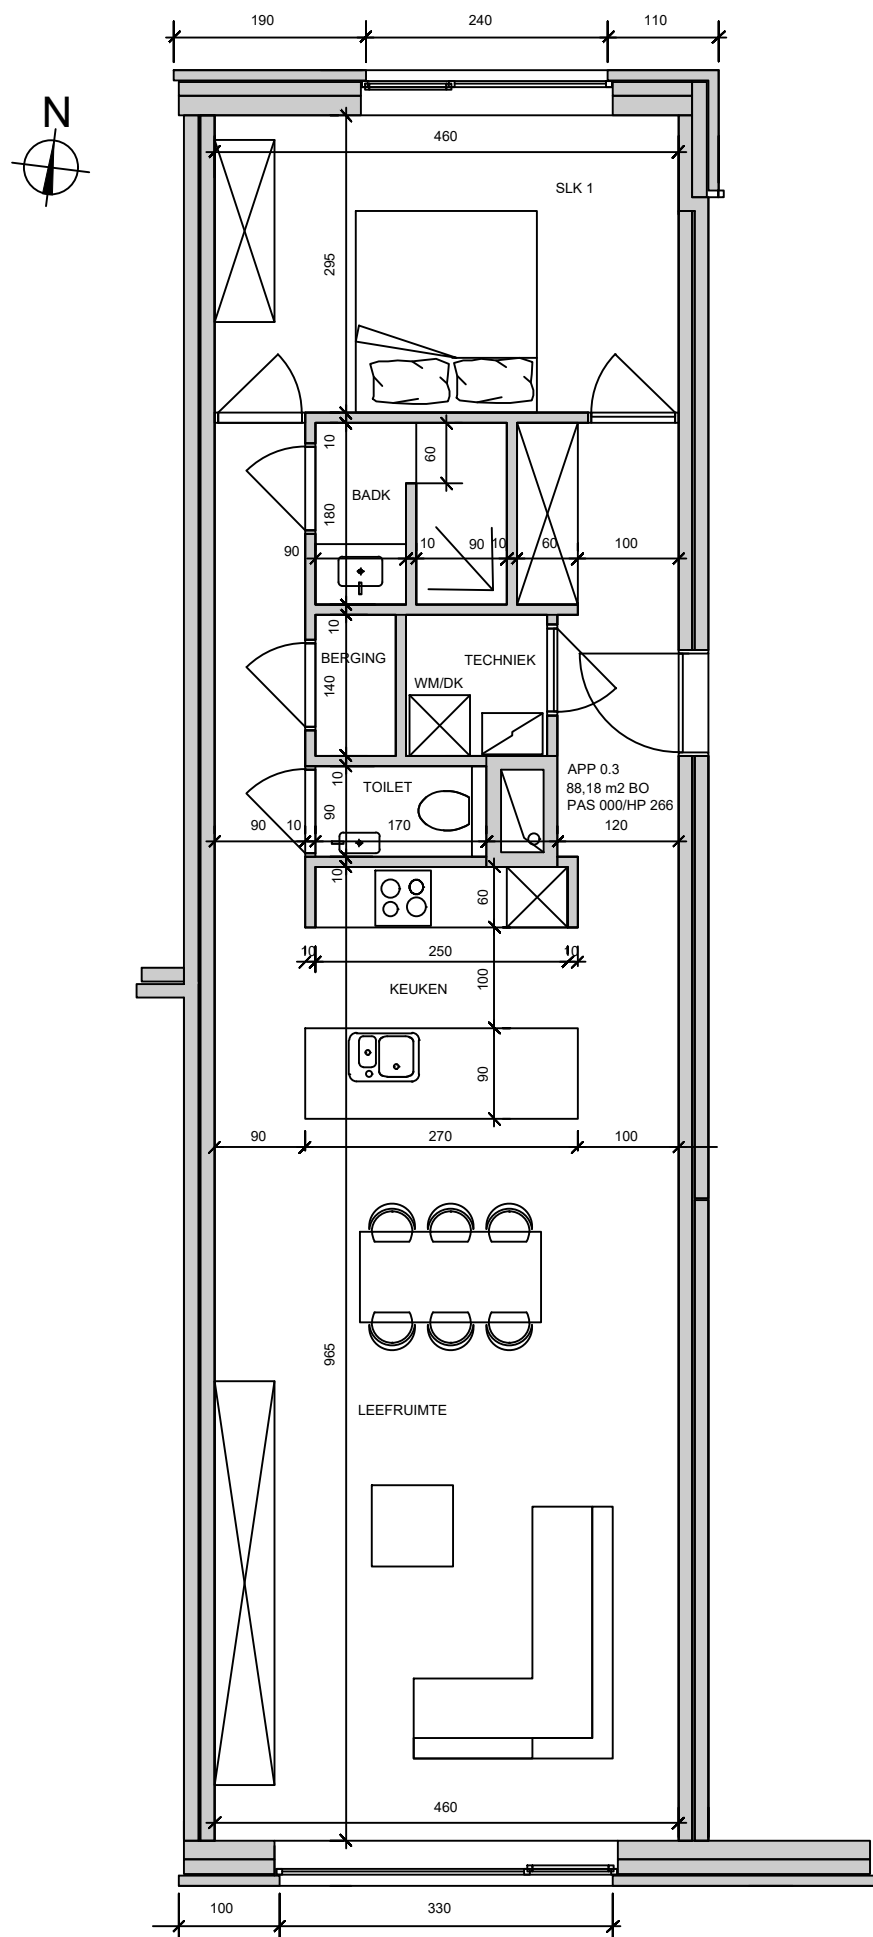 190 240 110
N
460
SLK 1
295
10
60
BADK
180
90 10 90 10 60 100
10
BERGING TECHNIEK
140
WM/DK
10
TOILET
APP 0.3
88,18 m2 BO
PAS 000/HP 266
90
90 10 170 120
10
60
10 250 10
KEUKEN
100
90
90 270 100
965
LEEFRUIMTE
460
100 330